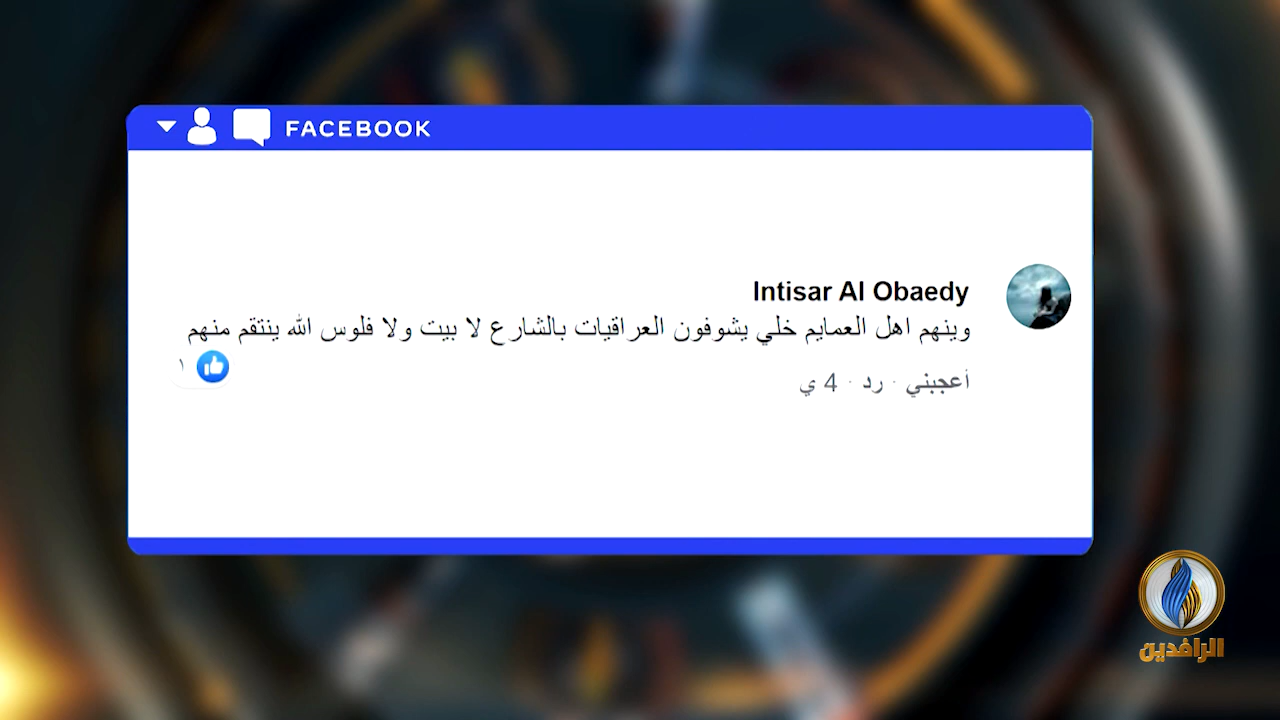 FACEBOOK
Intisar Al Obaedy
وينهم اهل العمايم خلي يشوفون العراقيات بالشارع لا بيت ولا فلوس الله ينتقم منهم
١
أعجبني · رد · 4 ي
الرافدين